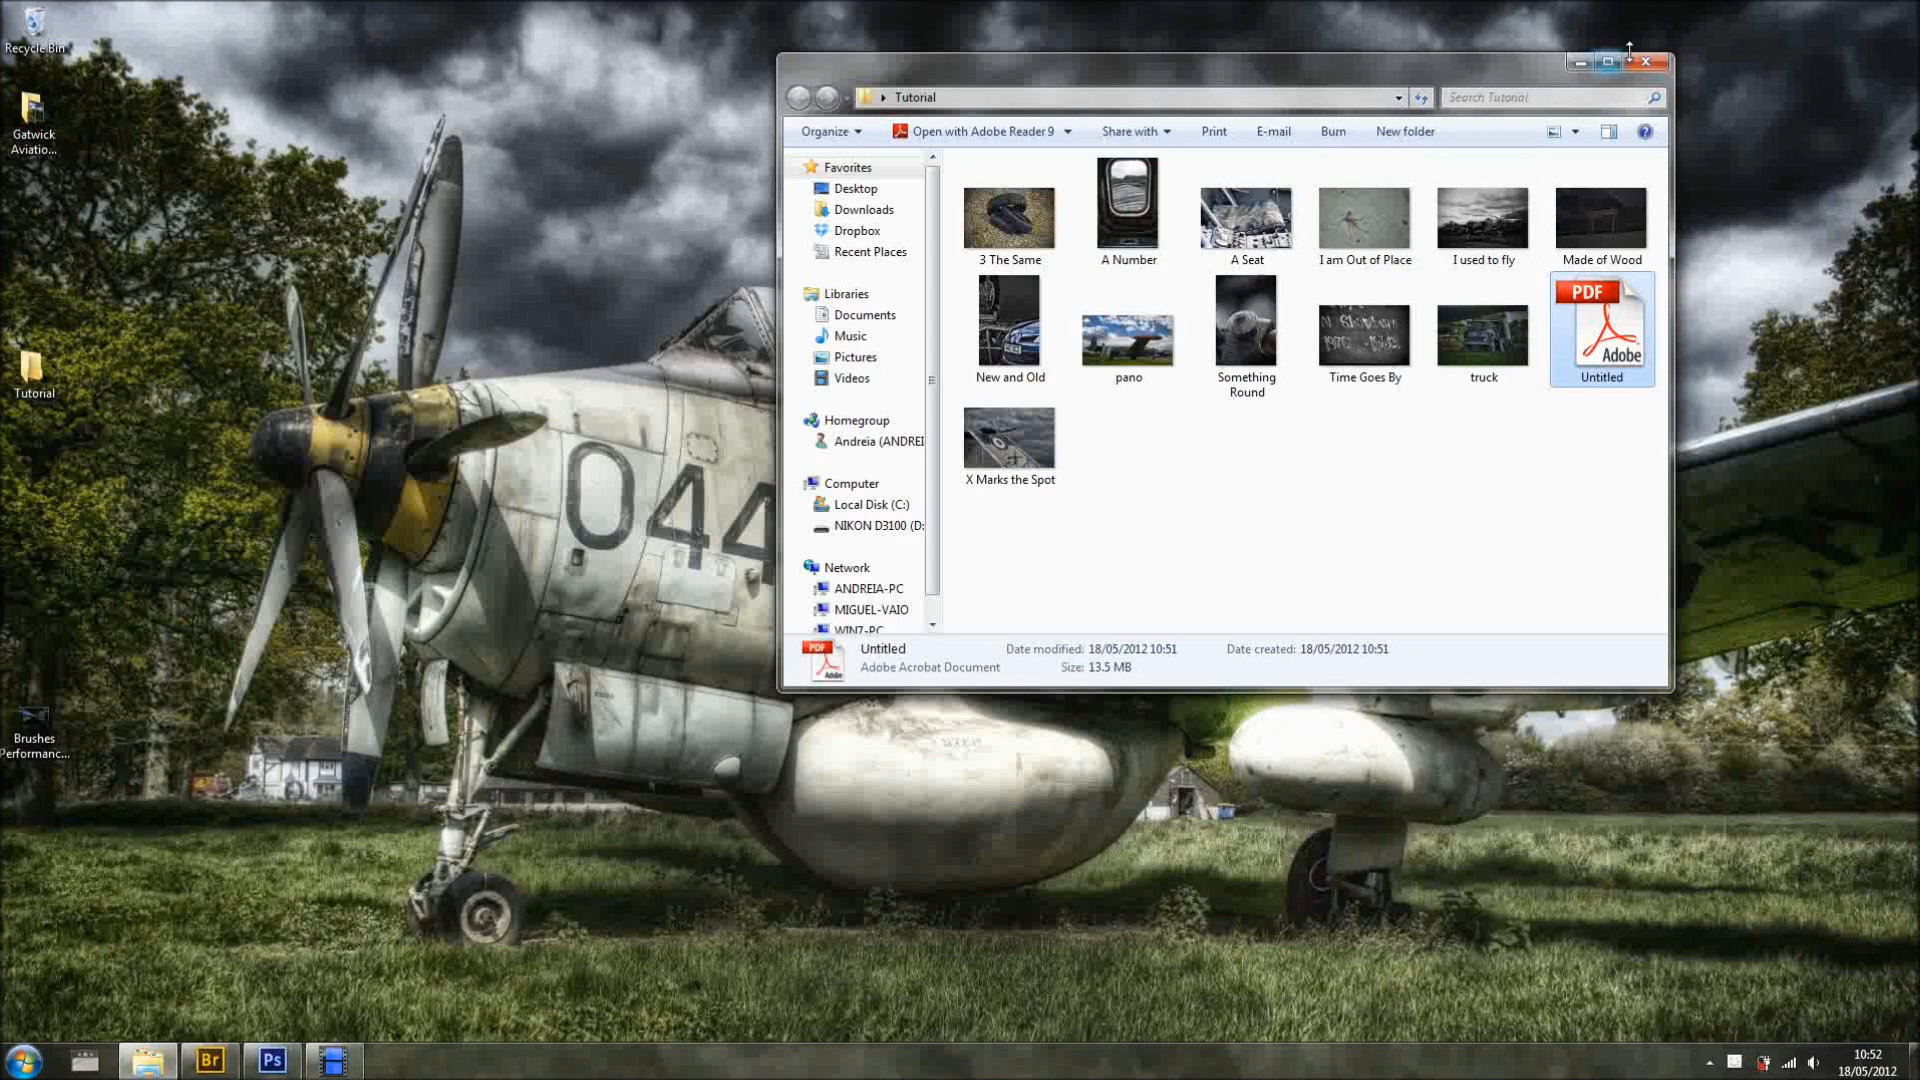 Recycle Bin
Gatwick
Aviatio...
Tutorial
Brushes
Performanc...
Tutorial
Search Tutorial
Organize
Open with Adobe Reader 9
Share with
Print
E-mail
Burn
New folder
Favorites
Desktop
Downloads
Dropbox
Recent Places
Libraries
Documents
Music
Pictures
Videos
Homegroup
Andreia (ANDREI
Computer
Local Disk (C:)
NIKON D3100 (D:
Network
ANDREIA-PC
MIGUEL-VAIO
WIN7-PC
3 The Same
A Number
A Seat
I am Out of Place
I used to fly
Made of Wood
New and Old
pano
Something
Round
Time Goes By
truck
PDF
Adobe
Untitled
X Marks the Spot
PDF
Adobe
Untitled
Adobe Acrobat Document
Date modified: 18/05/2012 10:51
Size: 13.5 MB
Date created: 18/05/2012 10:51
044
STEP
Br
Ps
10:52
18/05/2012